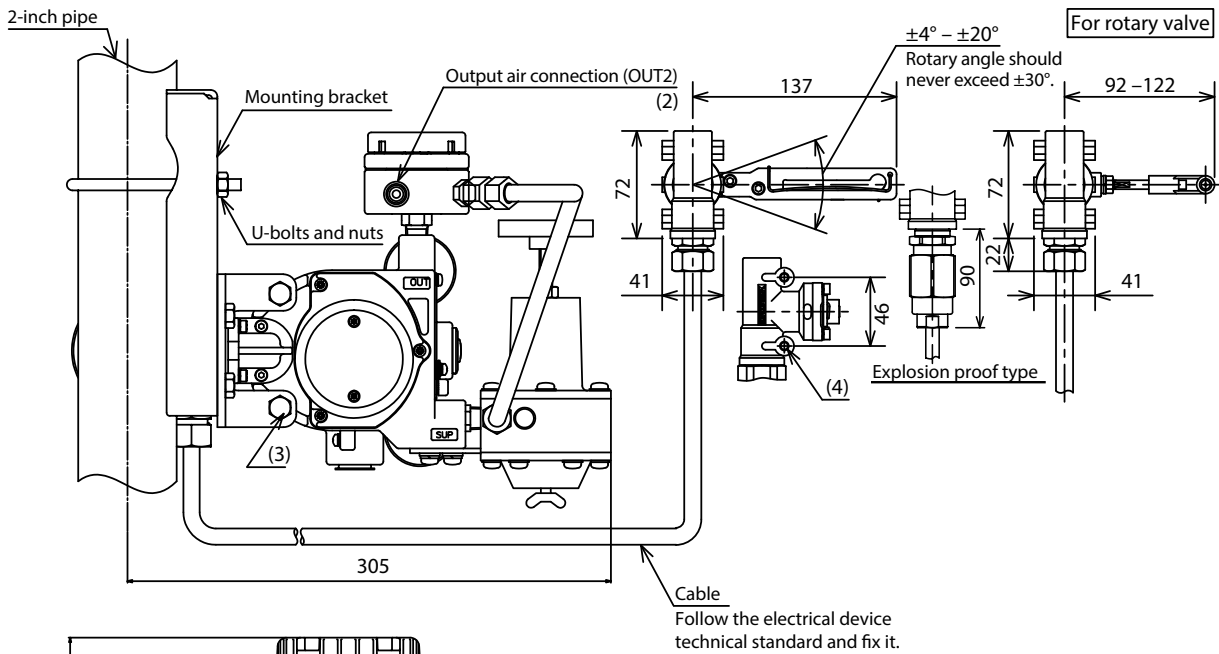 2-inch pipe
Mounting bracket
Output air connection (OUT2)
(2)
±4° – ±20°
Rotary angle should
never exceed ±30°.
For rotary valve
137
92 –122
72
72
U-bolts and nuts
22
41
41
OUT
90
46
Explosion proof type
(4)
SUP
(3)
305
Cable
Follow the electrical device
technical standard and fix it.